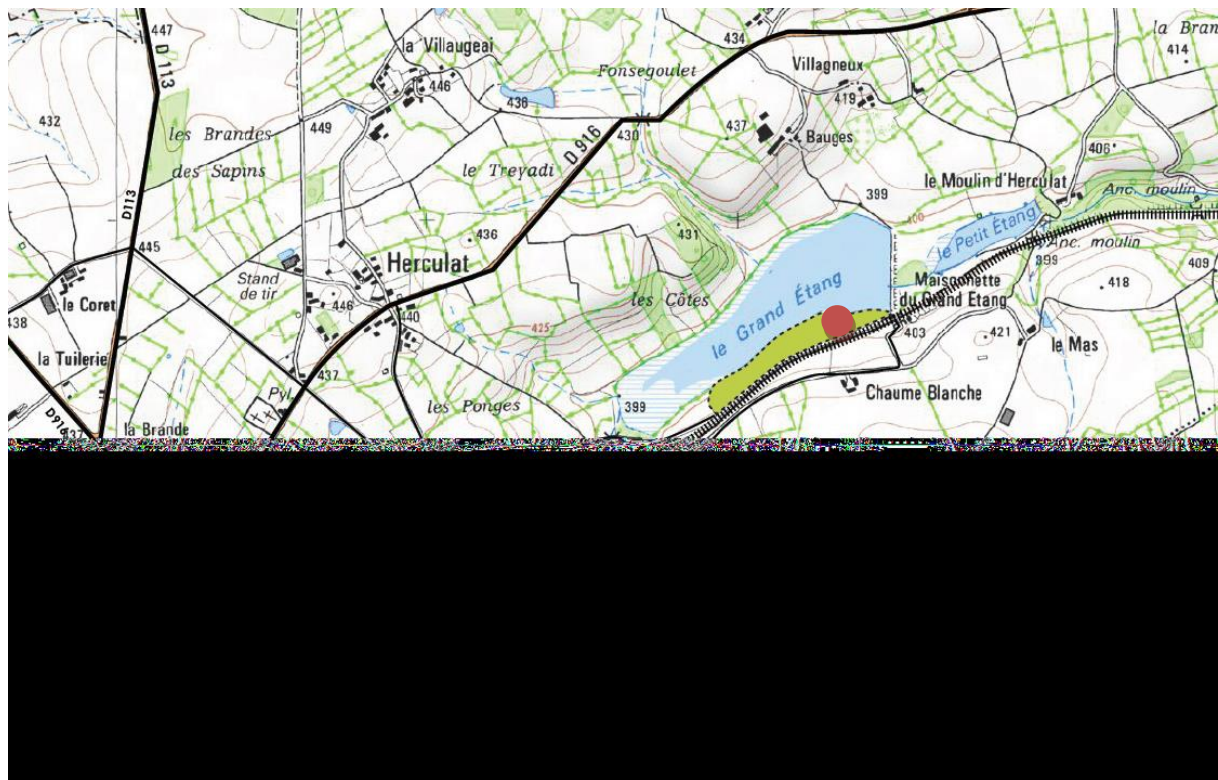 447
D 113
432
les Brandes
des Sapins
449
la Villaugeai
446
436
434
Fonsegoulet
430
D 916
le Treyadi
Villagneux
419
437
Bauges
la Bran
414
406
le Moulin d'Herculat
Anc. moulin
399
400
le Petit Étang
Anc. moulin
399
409
418
D113
445
436
431
Herculat
Stand
de tir
446
440
le Coret
438
la Tuilerie
les Côtes
425
le Grand Étang
Maisonnette
du Grand Etang
403
421
le Mas
Chaume Blanche
437
Pyl.
les Ponges
399
D916
437
la Brande